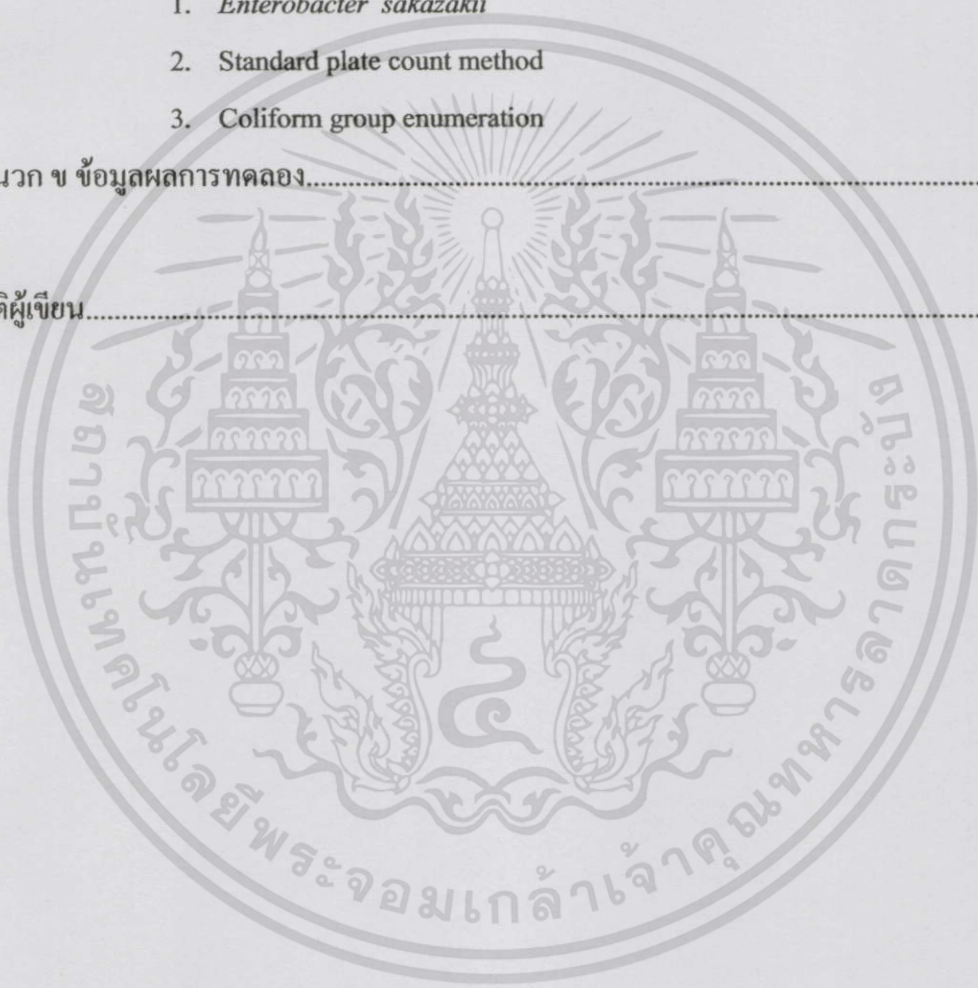 1. Enterobacter sakazakii
2. Standard plate count method
3. Coliform group enumeration
นวก ข ข้อมูลผลการทดลอง
ติผู้เขียน
สถาบันเทคโนโลยีพระจอมเกล้าเจ้าคุณทหารลาดกระบัง